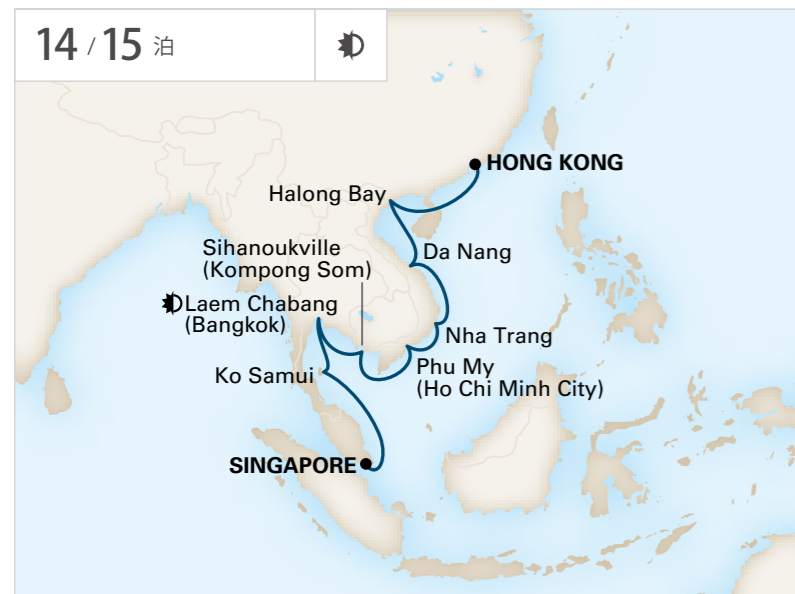 14 / 15 泊
HONG KONG
Halong Bay
Sihanoukville
(Kompong Som)
Da Nang
Laem Chabang
(Bangkok)
Nha Trang
Ko Samui
Phu My
(Ho Chi Minh City)
SINGAPORE